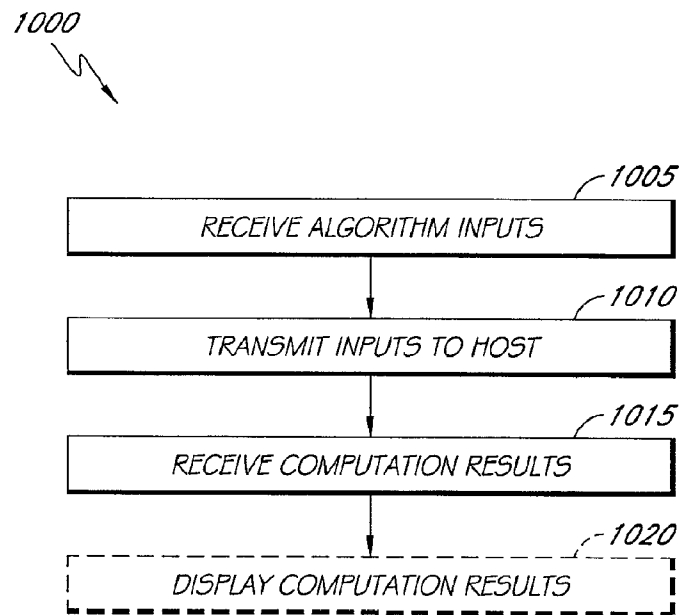 1000
1005
RECEIVE ALGORITHM INPUTS
1010
TRANSMIT INPUTS TO HOST
1015
RECEIVE COMPUTATION RESULTS
1020
DISPLAY COMPUTATION RESULTS